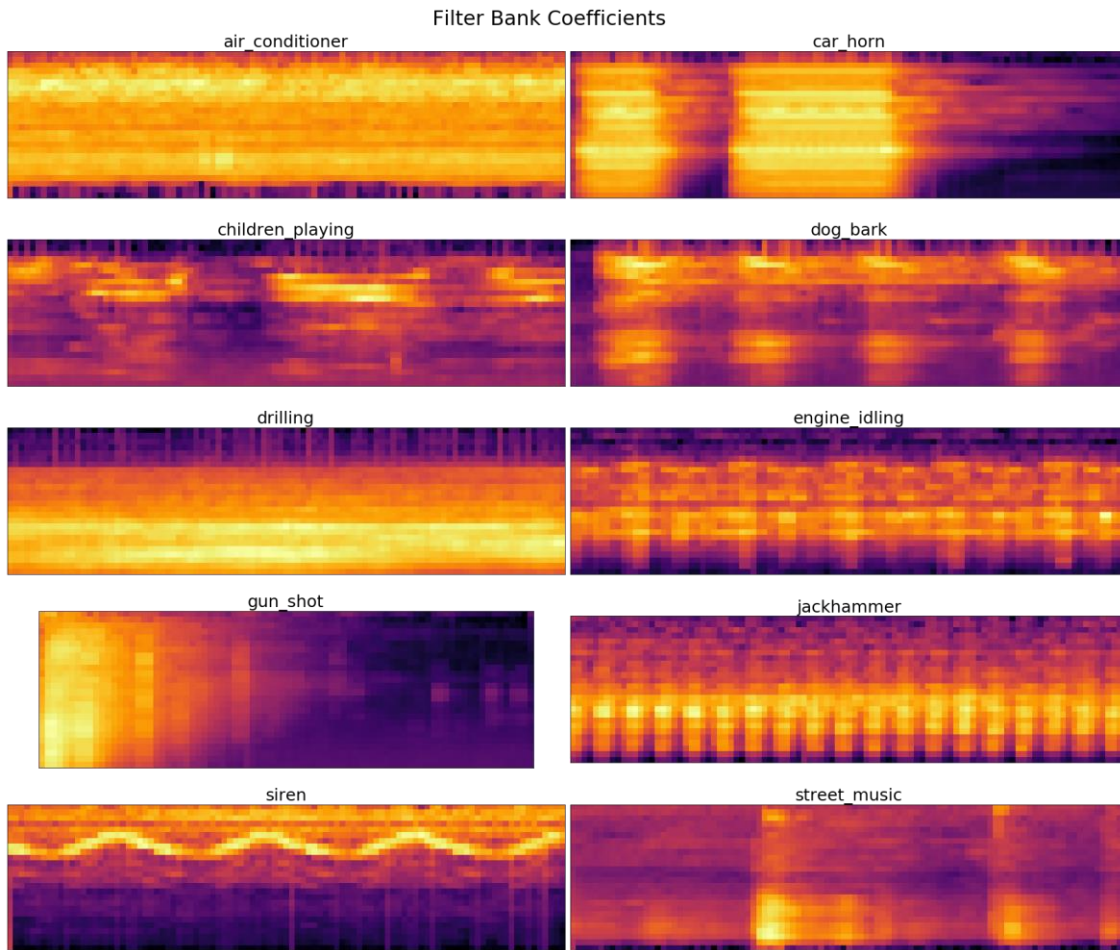 Filter Bank Coefficients
air_conditioner
car_horn
children_playing
dog_bark
drilling
engine_idling
gun_shot
jackhammer
siren
street_music